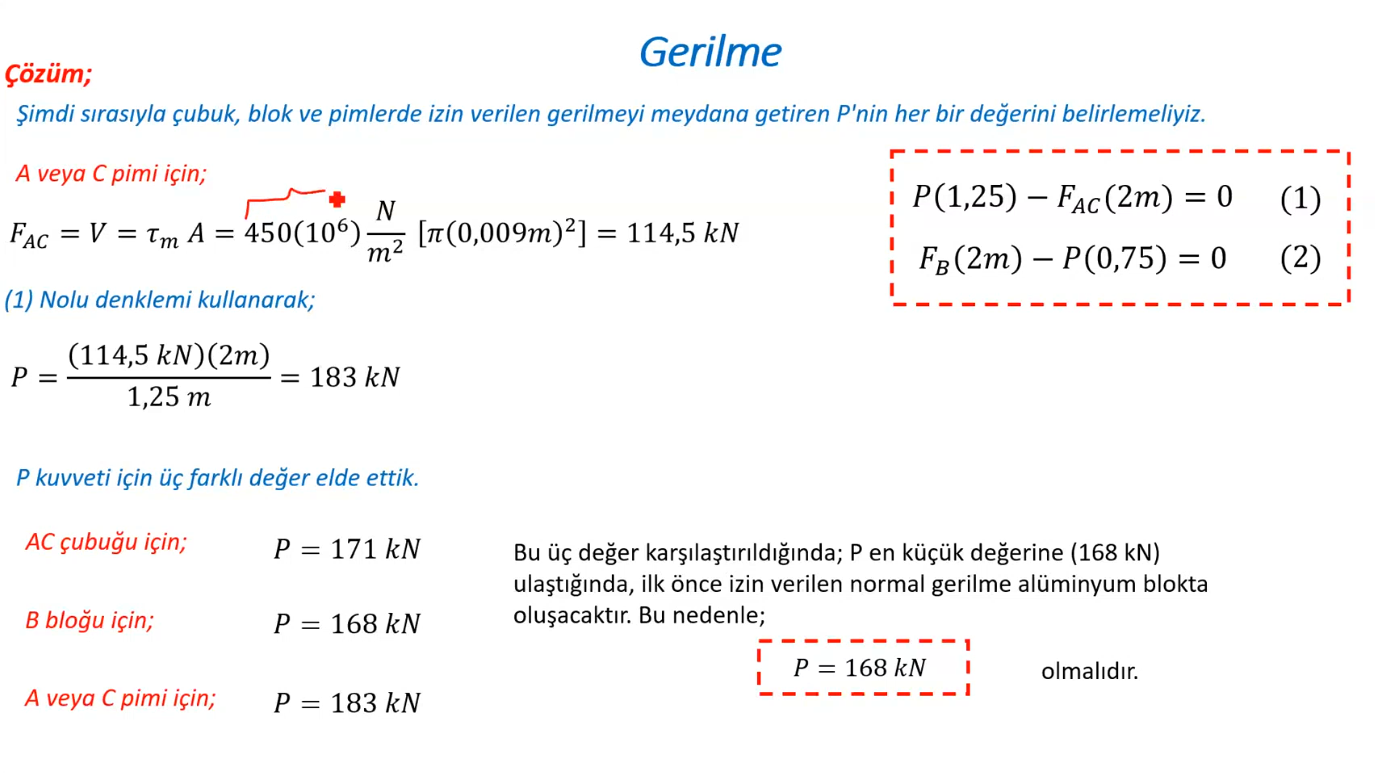 Gerilme
Çözüm;
Şimdi sırasıyla çubuk, blok ve pimlerde izin verilen gerilmeyi meydana getiren P'nin her bir değerini belirlemeliyiz.
A veya C pimi için;
F_AC = V = τ_m A = 450(10⁶) N/m² [π(0,009m)²] = 114,5 kN
P(1,25) − F_AC(2m) = 0 (1)
F_B(2m) − P(0,75) = 0 (2)
(1) Nolu denklemi kullanarak;
P = (114,5 kN)(2m) / 1,25 m = 183 kN
P kuvveti için üç farklı değer elde ettik.
AC çubuğu için; P = 171 kN
B bloğu için; P = 168 kN
A veya C pimi için; P = 183 kN
Bu üç değer karşılaştırıldığında; P en küçük değerine (168 kN)
ulaştığında, ilk önce izin verilen normal gerilme alüminyum blokta
oluşacaktır. Bu nedenle;
P = 168 kN olmalıdır.